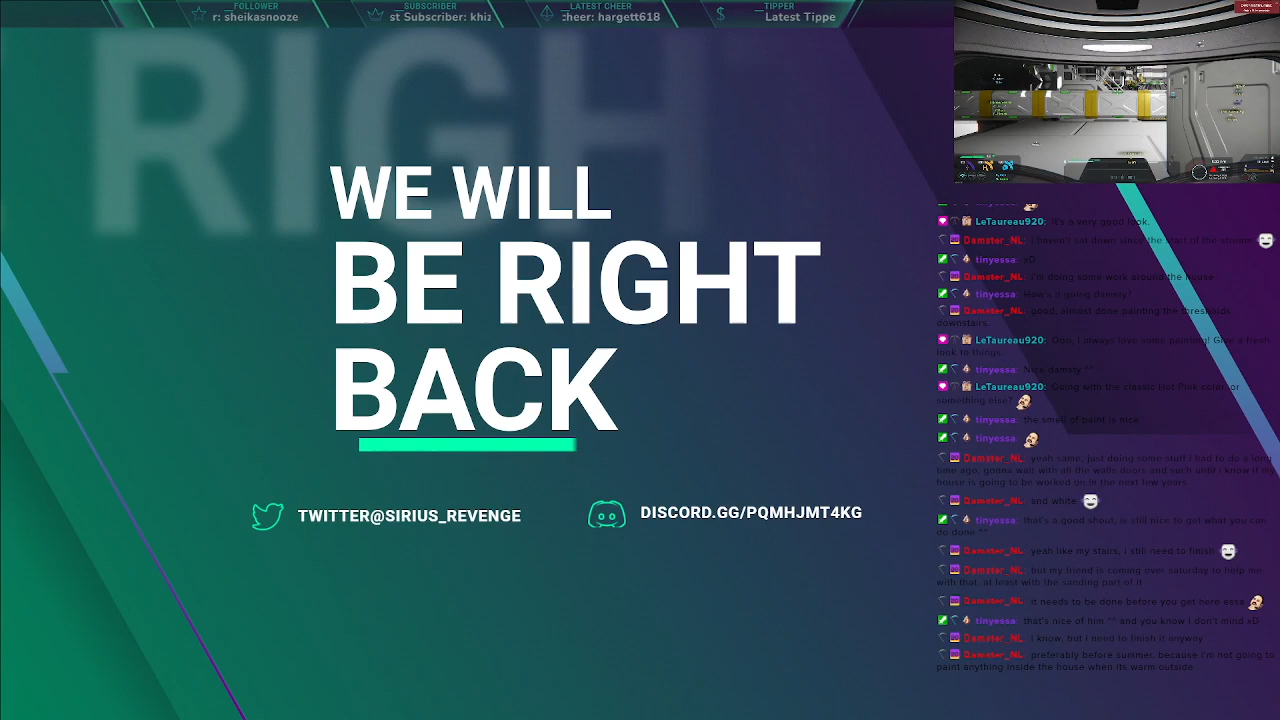 FOLLOWER
r: sheikasnooze
SUBSCRIBER
st Subscriber: khiz
LATEST CHEER
cheer: hargett618
TIPPER
Latest Tippe
RIGH
WE WILL
BE RIGHT
BACK
TWITTER@SIRIUS_REVENGE
DISCORD.GG/PQMHJMT4KG
LeTaureau920: It's a very good look.
Damster_NL: I haven't sat down since the start of the stream
tinyessa: xD
Damster_NL: i'm doing some work around the house
tinyessa: How's it going dammy?
Damster_NL: good, almost done painting the thresholds
downstairs.
LeTaureau920: Ooo, I always love some painting! Give a fresh
look to things.
tinyessa: Nice damsty ^^
LeTaureau920: Going with the classic Hot Pink color or
something else?
tinyessa: the smell of paint is nice
tinyessa:
Damster_NL: yeah same, just doing some stuff i had to do a long
time ago, gonna wait with all the walls doors and such until i know if my
house is going to be worked on in the next few years
Damster_NL: and white
tinyessa: that's a good shout, is still nice to get what you can
do done ^^
Damster_NL: yeah like my stairs, i still need to finish
Damster_NL: but my friend is coming over saturday to help me
with that, at least with the sanding part of it
Damster_NL: it needs to be done before you get here essa
tinyessa: that's nice of him ^^ and you know I don't mind xD
Damster_NL: I know, but i need to finish it anyway
Damster_NL: preferably before summer, because i'm not going to
paint anything inside the house when its warm outside